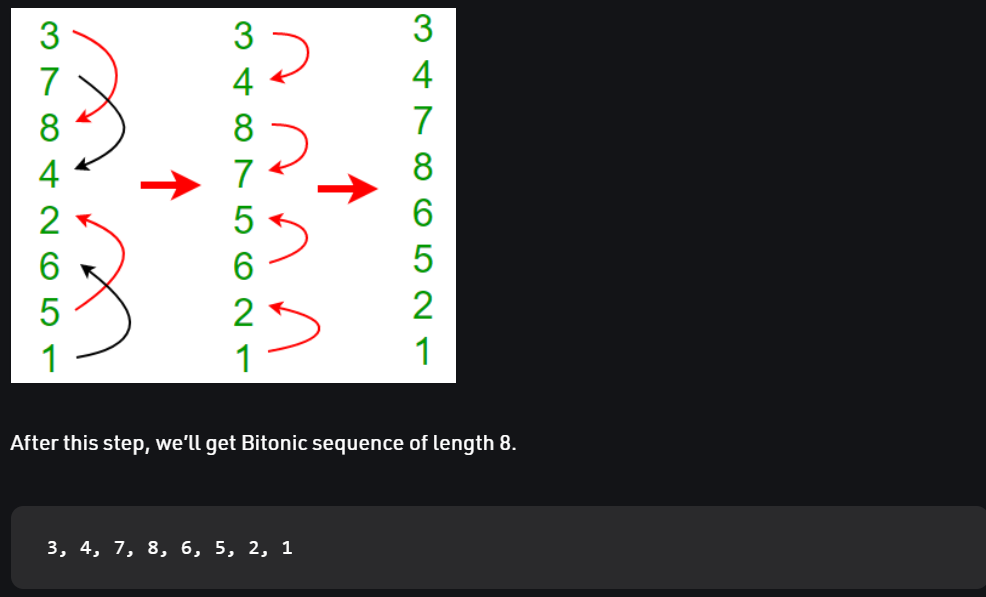 3 3 3
7 4 4
8 8 7
4 7 8
2 5 6
6 6 5
5 2 2
1 1 1
After this step, we’ll get Bitonic sequence of length 8.
3, 4, 7, 8, 6, 5, 2, 1